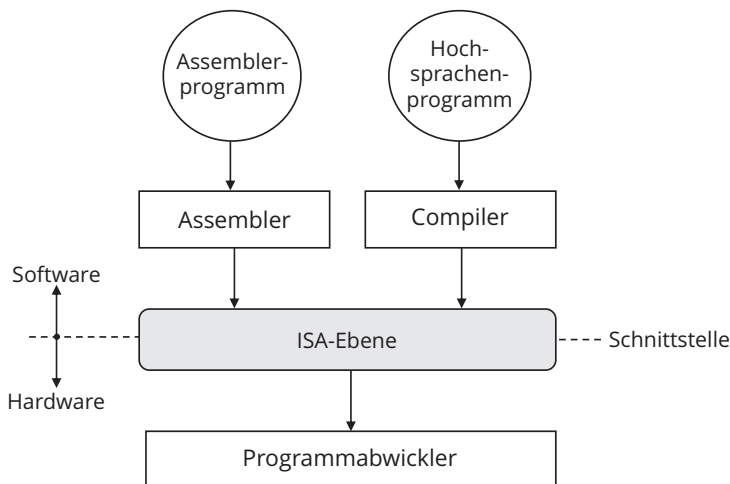 Assembler-
programm
Hoch-
sprachen-
programm
Assembler
Compiler
Software
ISA-Ebene
Schnittstelle
Hardware
Programmabwickler